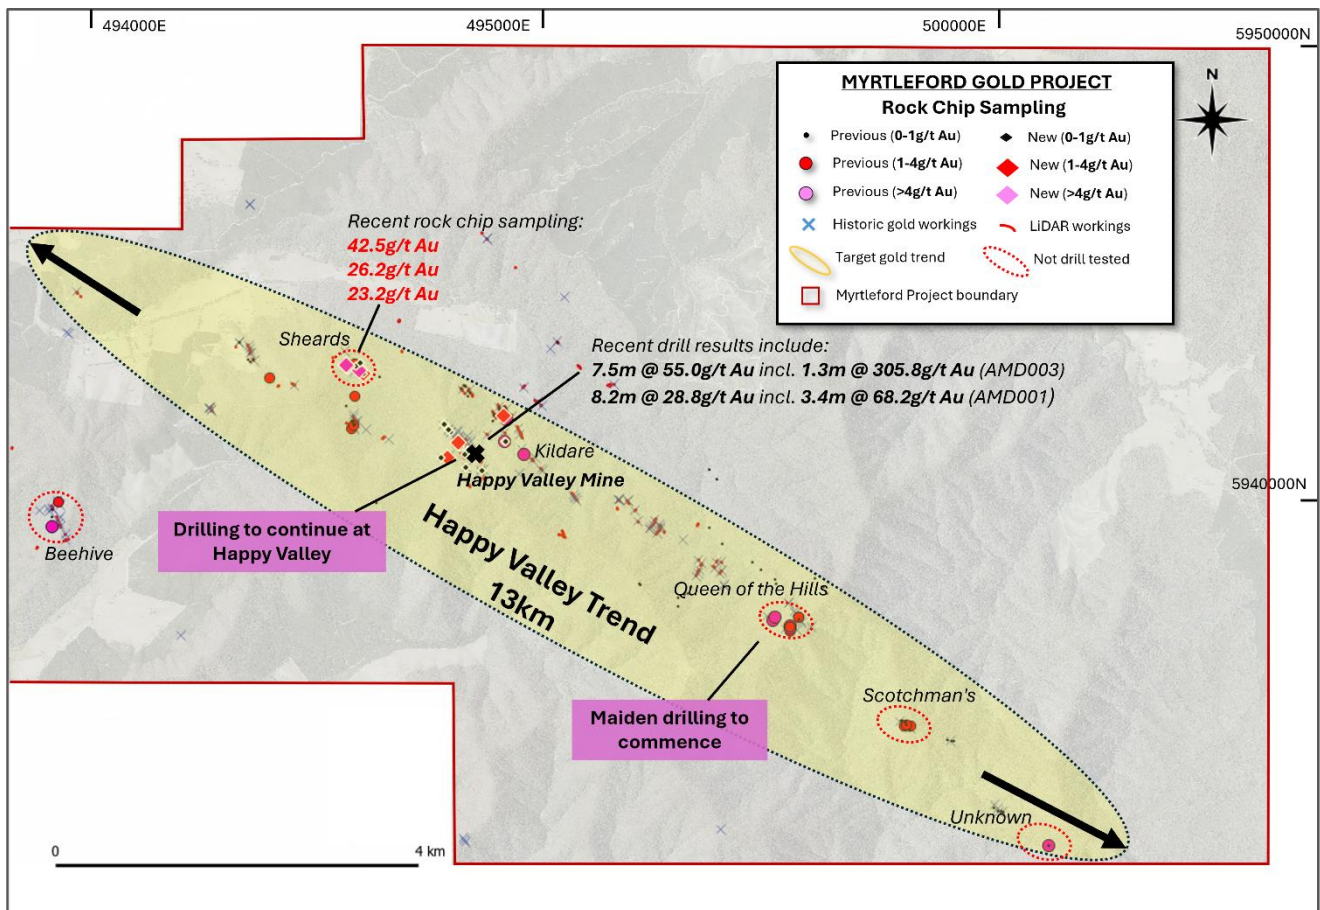 494000E
495000E
500000E
5950000N
MYRTLEFORD GOLD PROJECT
Rock Chip Sampling
Previous (0-1g/t Au)
New (0-1g/t Au)
Previous (1-4g/t Au)
New (1-4g/t Au)
Previous (>4g/t Au)
New (>4g/t Au)
Historic gold workings
LiDAR workings
Target gold trend
Not drill tested
Myrtleford Project boundary
N
Recent rock chip sampling:
42.5g/t Au
26.2g/t Au
23.2g/t Au
Sheards
Recent drill results include:
7.5m @ 55.0g/t Au incl. 1.3m @ 305.8g/t Au (AMD003)
8.2m @ 28.8g/t Au incl. 3.4m @ 68.2g/t Au (AMD001)
Kildare
Happy Valley Mine
5940000N
Drilling to continue at
Happy Valley
Beehive
Happy Valley Trend
13km
Queen of the Hills
Maiden drilling to
commence
Scotchman's
Unknown
0
4 km